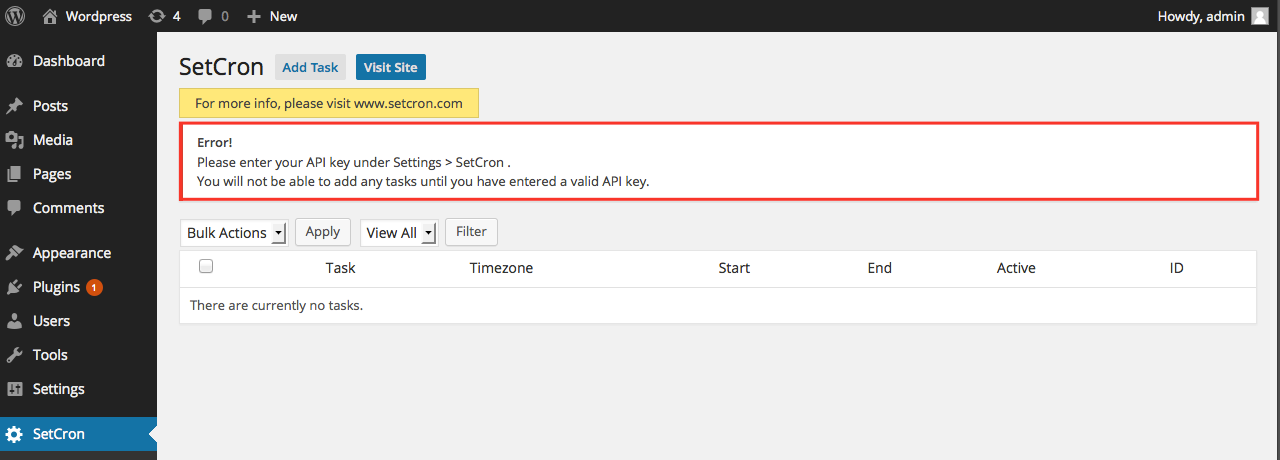 Wordpress 4 0 New Howdy, admin
Dashboard
Posts
Media
Pages
Comments
Appearance
Plugins 1
Users
Tools
Settings
SetCron
SetCron Add Task Visit Site
For more info, please visit www.setcron.com
Error!
Please enter your API key under Settings > SetCron .
You will not be able to add any tasks until you have entered a valid API key.
Bulk Actions Apply View All Filter
Task Timezone Start End Active ID
There are currently no tasks.